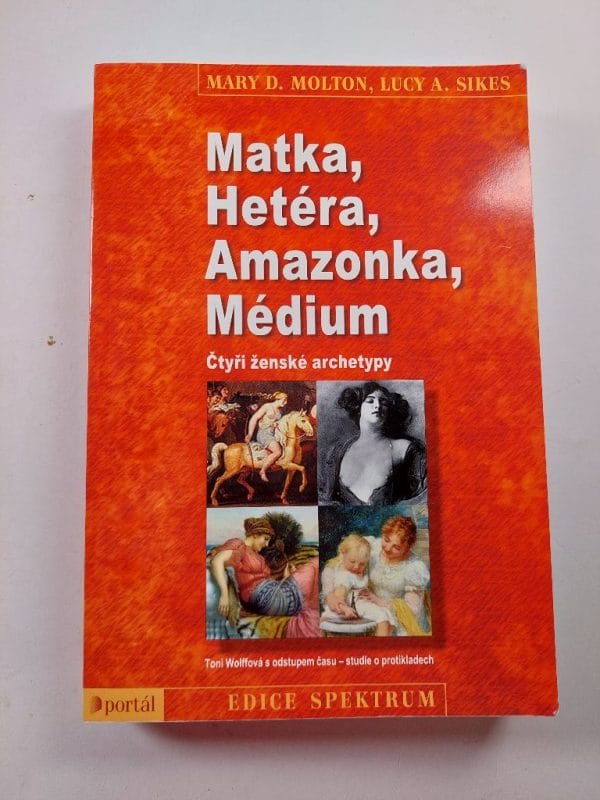 MARY D. MOLTON, LUCY A. SIKES
Matka,
Hetéra,
Amazonka,
Médium
Čtyři ženské archetypy
Toni Wolffová s odstupem času – studie o protikladech
portál
EDICE SPEKTRUM